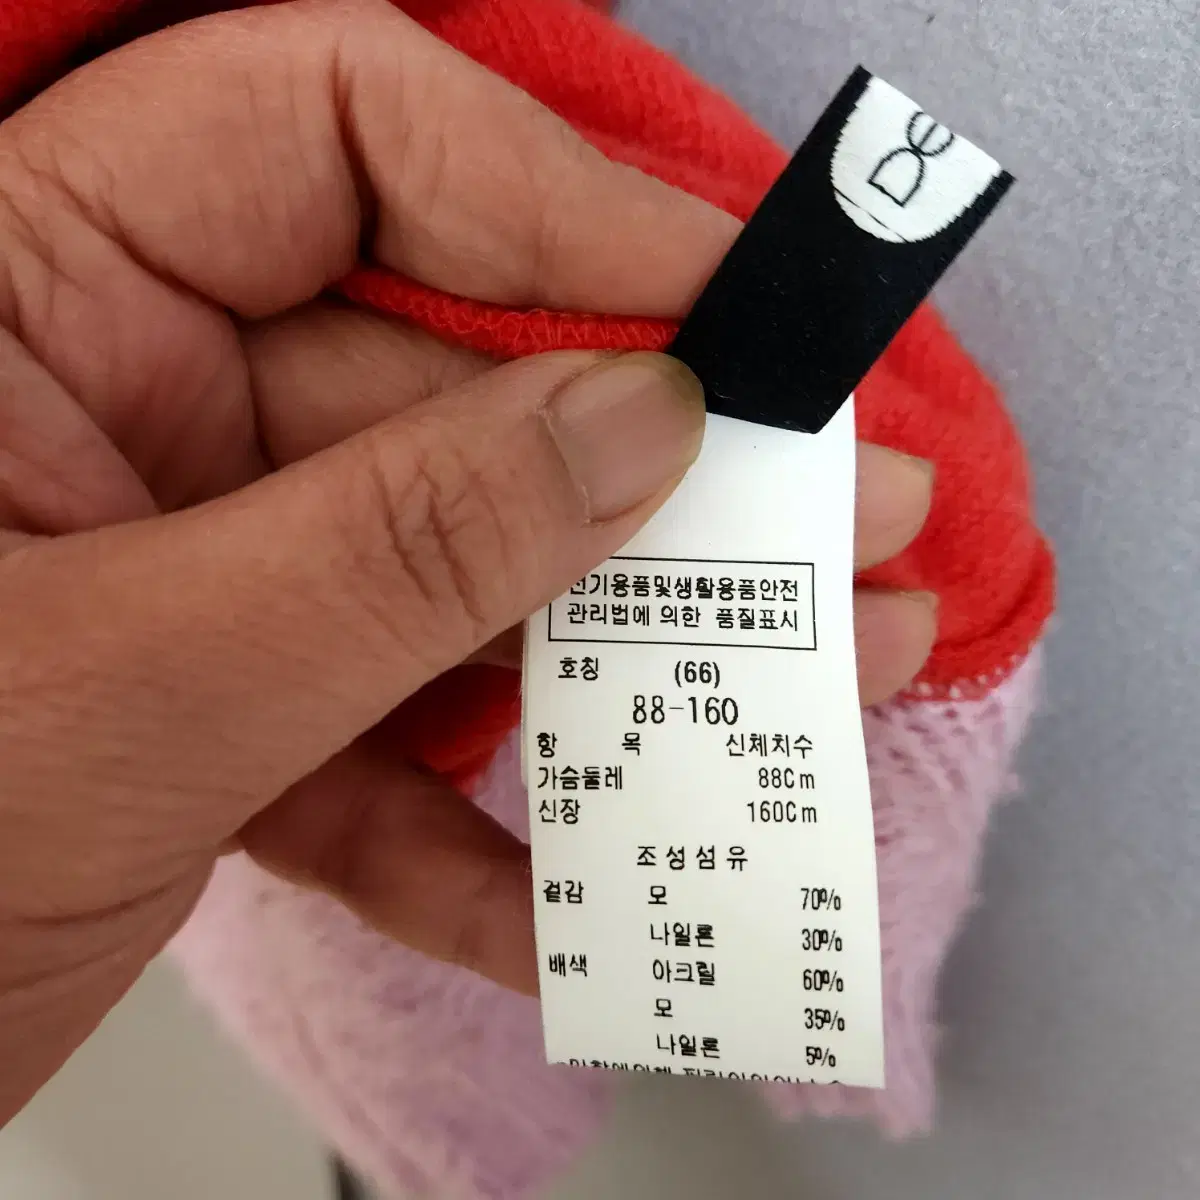 De
전기용품및생활용품안전
관리법에 의한 품질표시
호칭 (66)
88-160
항 목 신체치수
가슴둘레 88Cm
신장 160Cm
조성섬유
겉감 모 70%
나일론 30%
배색 아크릴 60%
모 35%
나일론 5%